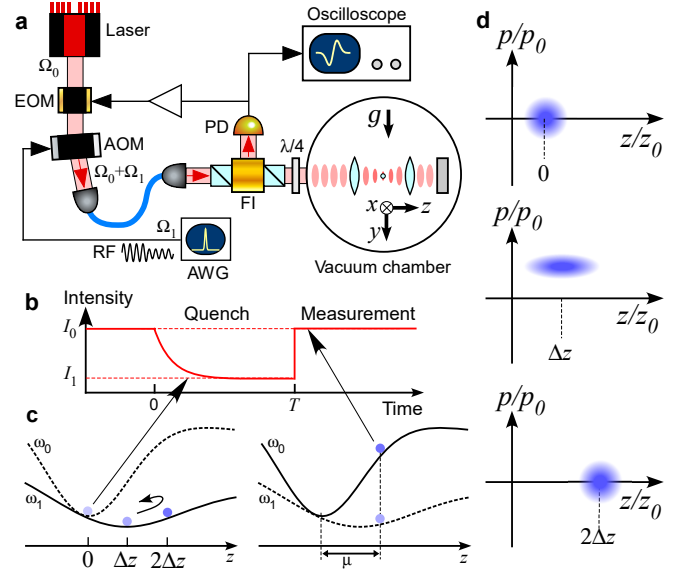 a
Laser
Ω0
EOM
AOM
Ω0+Ω1
PD
FI
λ/4
Oscilloscope
g
x
z
y
Vacuum chamber
Ω1
RF
AWG
b
Intensity
Quench
Measurement
I0
I1
0
T
Time
c
ω0
ω1
0
Δz
2Δz
z
ω0
ω1
μ
z
d
p/p0
z/z0
0
p/p0
z/z0
Δz
p/p0
z/z0
2Δz